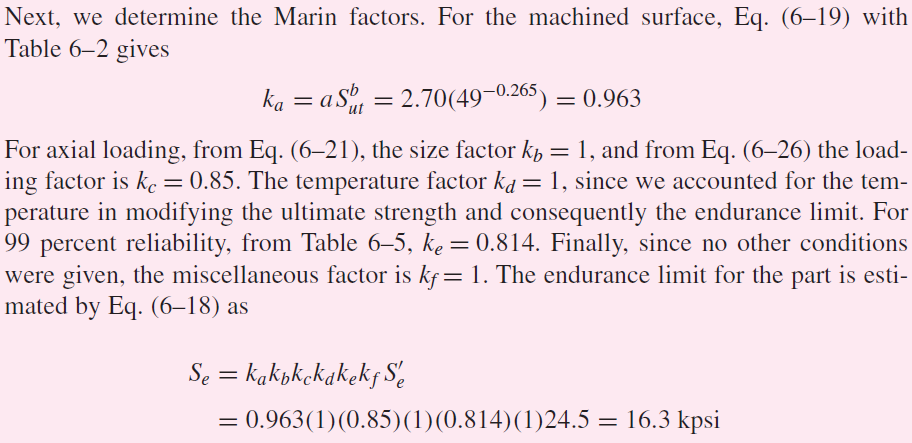 Next, we determine the Marin factors. For the machined surface, Eq. (6–19) with
Table 6–2 gives
kₐ = aSᵇᵤₜ = 2.70(49⁻⁰·²⁶⁵) = 0.963
For axial loading, from Eq. (6–21), the size factor k_b = 1, and from Eq. (6–26) the load-
ing factor is k_c = 0.85. The temperature factor k_d = 1, since we accounted for the tem-
perature in modifying the ultimate strength and consequently the endurance limit. For
99 percent reliability, from Table 6–5, k_e = 0.814. Finally, since no other conditions
were given, the miscellaneous factor is k_f = 1. The endurance limit for the part is esti-
mated by Eq. (6–18) as
S_e = k_a k_b k_c k_d k_e k_f S′_e
= 0.963(1)(0.85)(1)(0.814)(1)24.5 = 16.3 kpsi